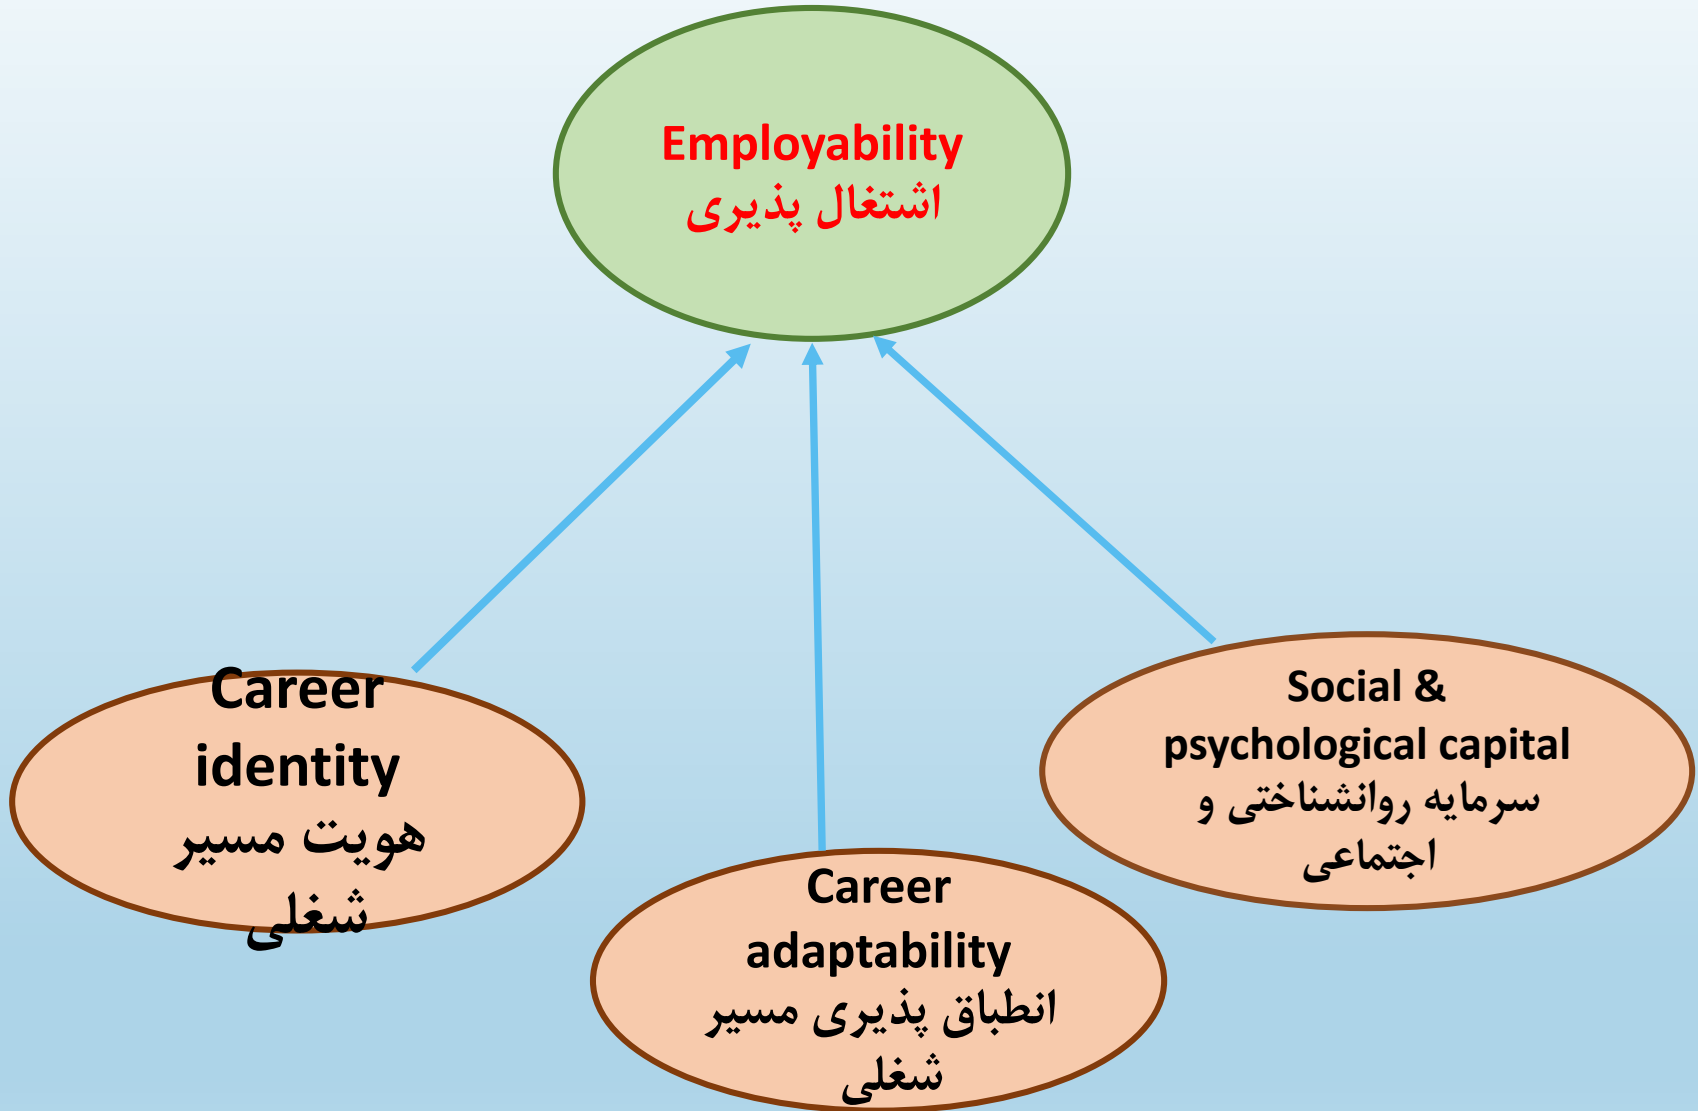 Employability
اشتغال پذیری
Career
identity
هویت مسیر
شغلی
Career
adaptability
انطباق پذیری مسیر
شغلی
Social &
psychological capital
سرمایه روانشناختی و
اجتماعی